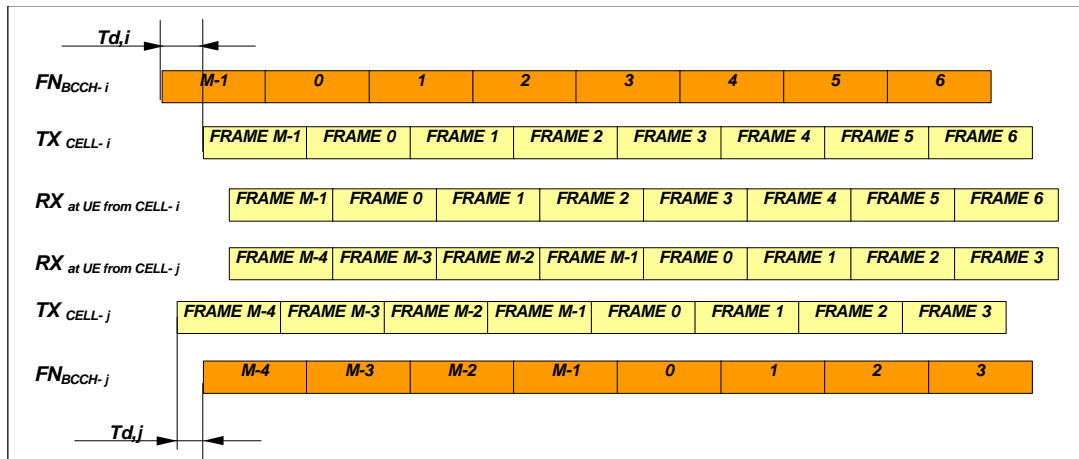 Td,i
FNBCCH- i M-1 0 1 2 3 4 5 6
TX CELL- i FRAME M-1 FRAME 0 FRAME 1 FRAME 2 FRAME 3 FRAME 4 FRAME 5 FRAME 6
RX at UE from CELL- i FRAME M-1 FRAME 0 FRAME 1 FRAME 2 FRAME 3 FRAME 4 FRAME 5 FRAME 6
RX at UE from CELL- j FRAME M-4 FRAME M-3 FRAME M-2 FRAME M-1 FRAME 0 FRAME 1 FRAME 2 FRAME 3
TX CELL- j FRAME M-4 FRAME M-3 FRAME M-2 FRAME M-1 FRAME 0 FRAME 1 FRAME 2 FRAME 3
FNBCCH- j M-4 M-3 M-2 M-1 0 1 2 3
Td,j